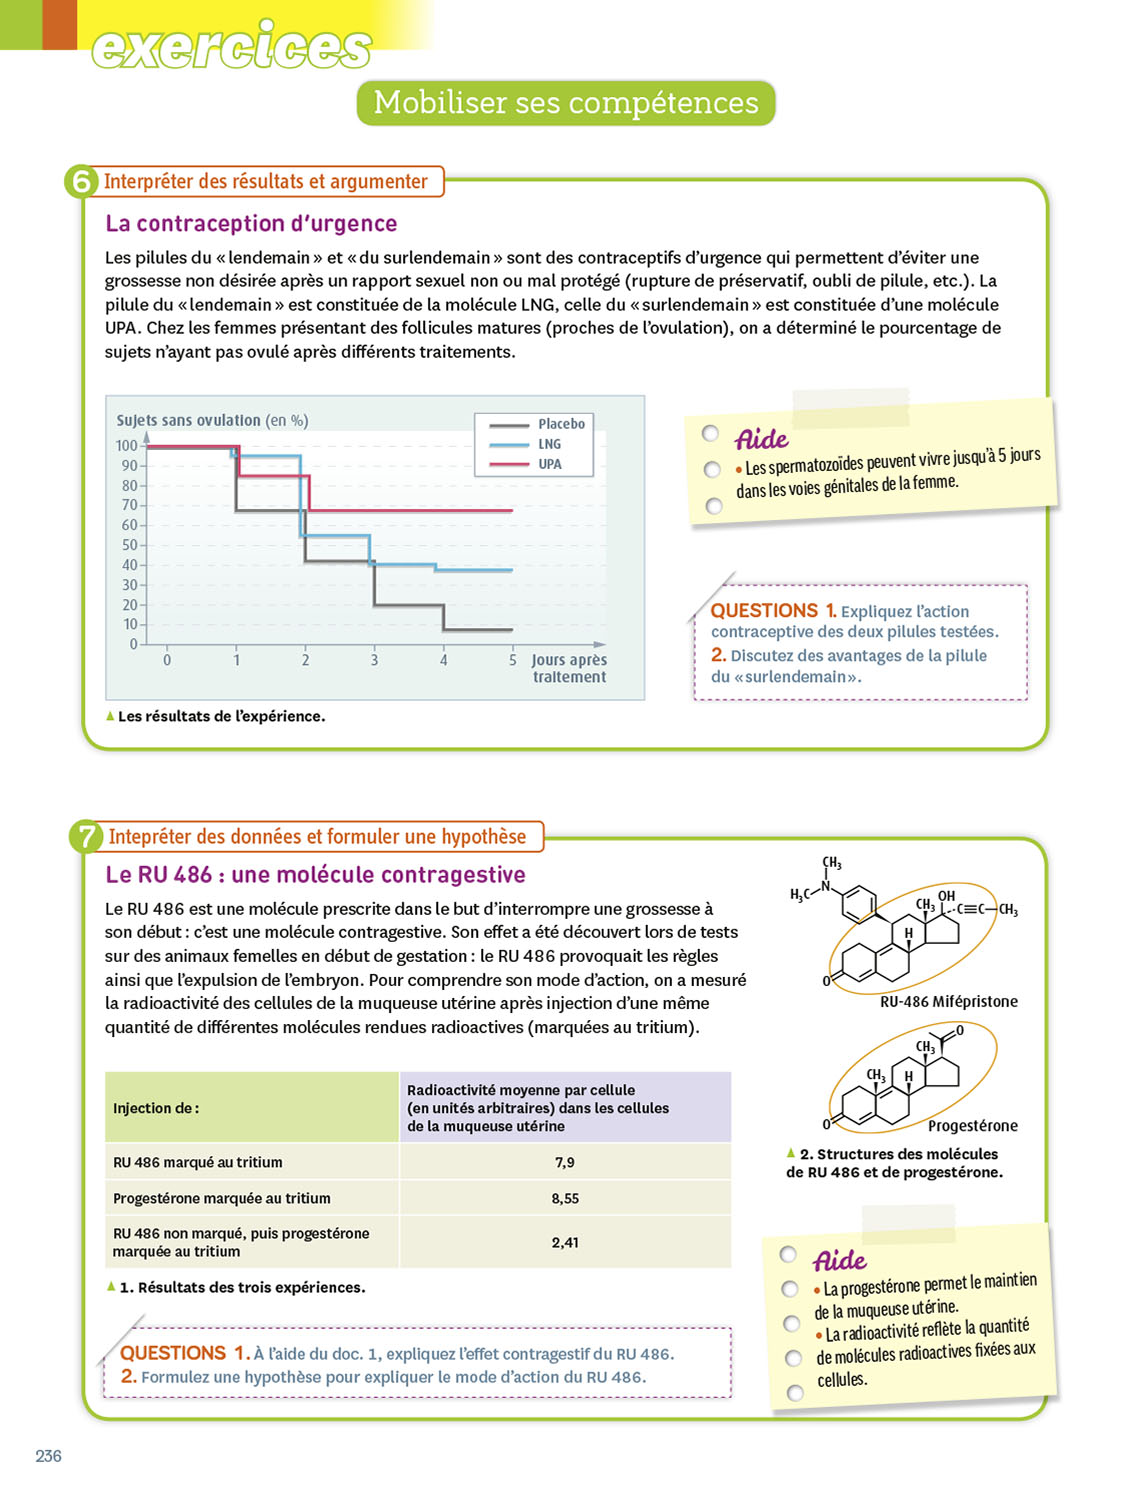 exercices
Mobiliser ses compétences
6 Interpréter des résultats et argumenter
La contraception d'urgence
Les pilules du « lendemain » et « du surlendemain » sont des contraceptifs d'urgence qui permettent d'éviter une
grossesse non désirée après un rapport sexuel non ou mal protégé (rupture de préservatif, oubli de pilule, etc.). La
pilule du « lendemain » est constituée de la molécule LNG, celle du « surlendemain » est constituée d'une molécule
UPA. Chez les femmes présentant des follicules matures (proches de l'ovulation), on a déterminé le pourcentage de
sujets n'ayant pas ovulé après différents traitements.
Sujets sans ovulation (en %)
Placebo
LNG
UPA
100
90
80
70
60
50
40
30
20
10
0
0 1 2 3 4 5 Jours après
traitement
▲ Les résultats de l'expérience.
Aide
• Les spermatozoïdes peuvent vivre jusqu'à 5 jours
dans les voies génitales de la femme.
QUESTIONS 1. Expliquez l'action
contraceptive des deux pilules testées.
2. Discutez des avantages de la pilule
du « surlendemain ».
7 Intepréter des données et formuler une hypothèse
Le RU 486 : une molécule contragestive
Le RU 486 est une molécule prescrite dans le but d'interrompre une grossesse à
son début : c'est une molécule contragestive. Son effet a été découvert lors de tests
sur des animaux femelles en début de gestation : le RU 486 provoquait les règles
ainsi que l'expulsion de l'embryon. Pour comprendre son mode d'action, on a mesuré
la radioactivité des cellules de la muqueuse utérine après injection d'une même
quantité de différentes molécules rendues radioactives (marquées au tritium).
Injection de :
Radioactivité moyenne par cellule
(en unités arbitraires) dans les cellules
de la muqueuse utérine
RU 486 marqué au tritium 7,9
Progestérone marquée au tritium 8,55
RU 486 non marqué, puis progestérone
marquée au tritium 2,41
▲ 1. Résultats des trois expériences.
QUESTIONS 1. À l'aide du doc. 1, expliquez l'effet contragestif du RU 486.
2. Formulez une hypothèse pour expliquer le mode d'action du RU 486.
CH₃
H₃C N
CH₃ OH
C≡C—CH₃
H
O
RU-486 Mifépristone
O
CH₃
CH₃ H
O
Progestérone
▲ 2. Structures des molécules
de RU 486 et de progestérone.
Aide
• La progestérone permet le maintien
de la muqueuse utérine.
• La radioactivité reflète la quantité
de molécules radioactives fixées aux
cellules.
236